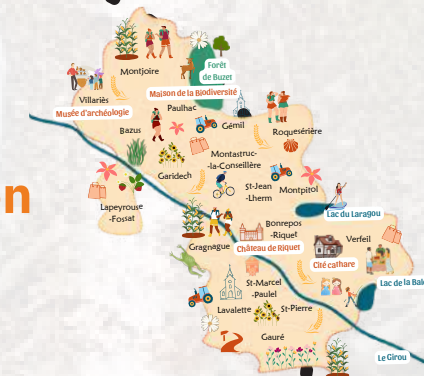 Montjoire
Forêt
de Buzet
Villariès
Maison de la Biodiversité
Musée d'archéologie
Paulhac
Gémil
Bazus
Roquesérière
Montastruc-
-la-Conseillère
Garidech
St-Jean
-Lherm
Montpitol
Lapeyrouse
-Fossat
Lac du Laragou
n
Bonrepos
-Riquet
Gragnague
Château de Riquet
Verfeil
Cité cathare
St-Marcel
-Paulel
Lac de la Bal
Lavalette
St-Pierre
Gauré
Le Girou